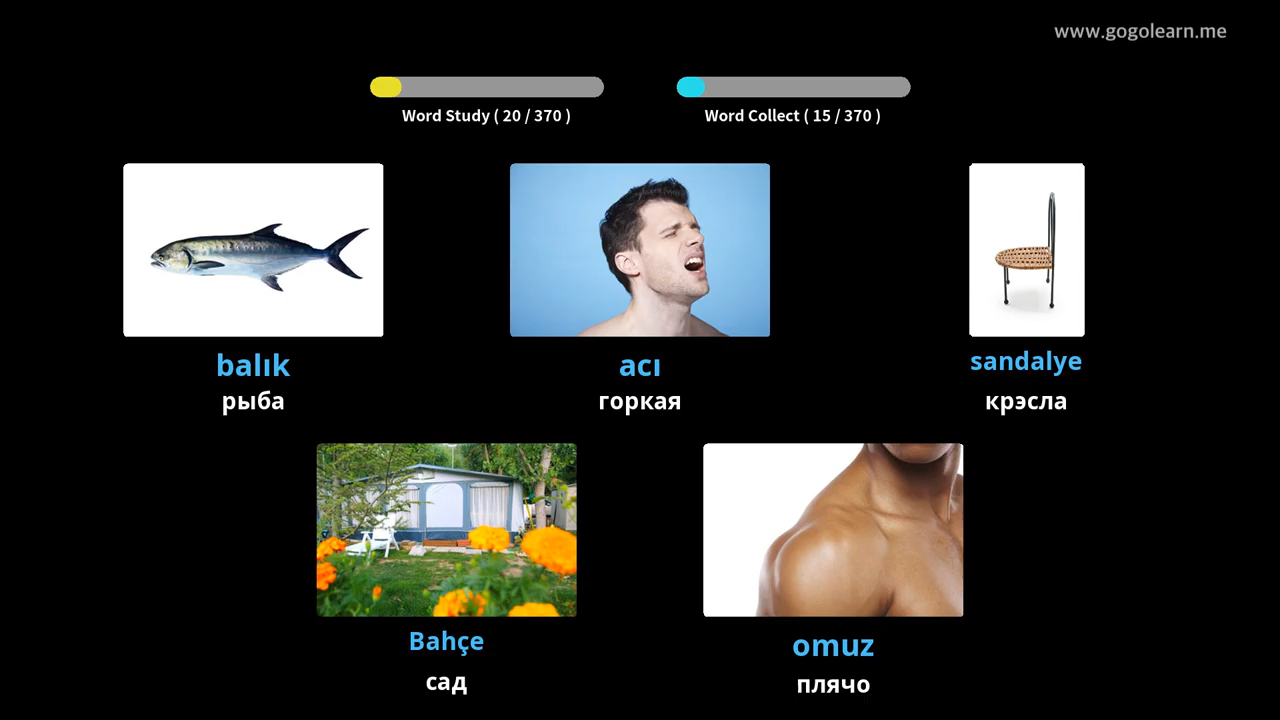 www.gogolearn.me
Word Study ( 20 / 370 )
Word Collect ( 15 / 370 )
balık
рыба
acı
горкая
sandalye
крэсла
Bahçe
сад
omuz
плячо